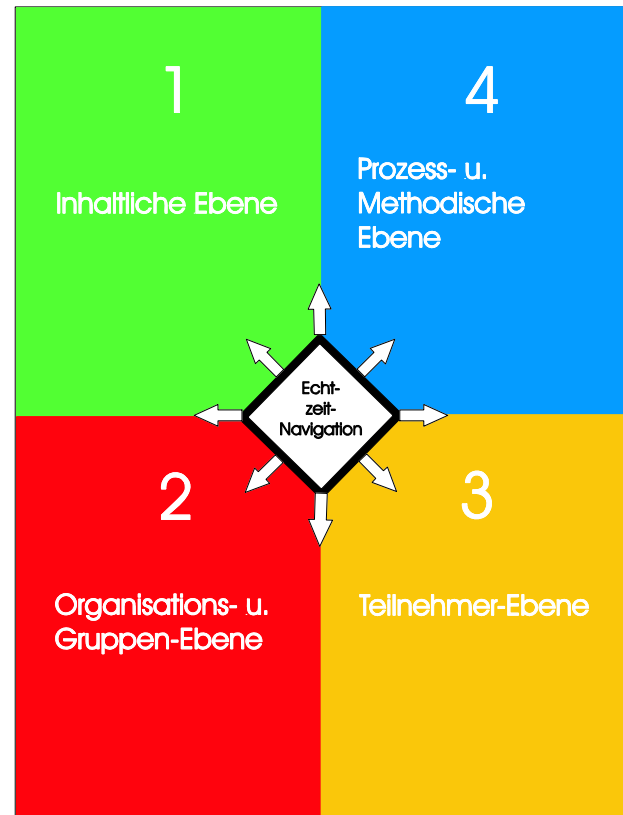 1
Inhaltliche Ebene
4
Prozess- u.
Methodische
Ebene
Echt-
zeit-
Navigation
2
Organisations- u.
Gruppen-Ebene
3
Teilnehmer-Ebene